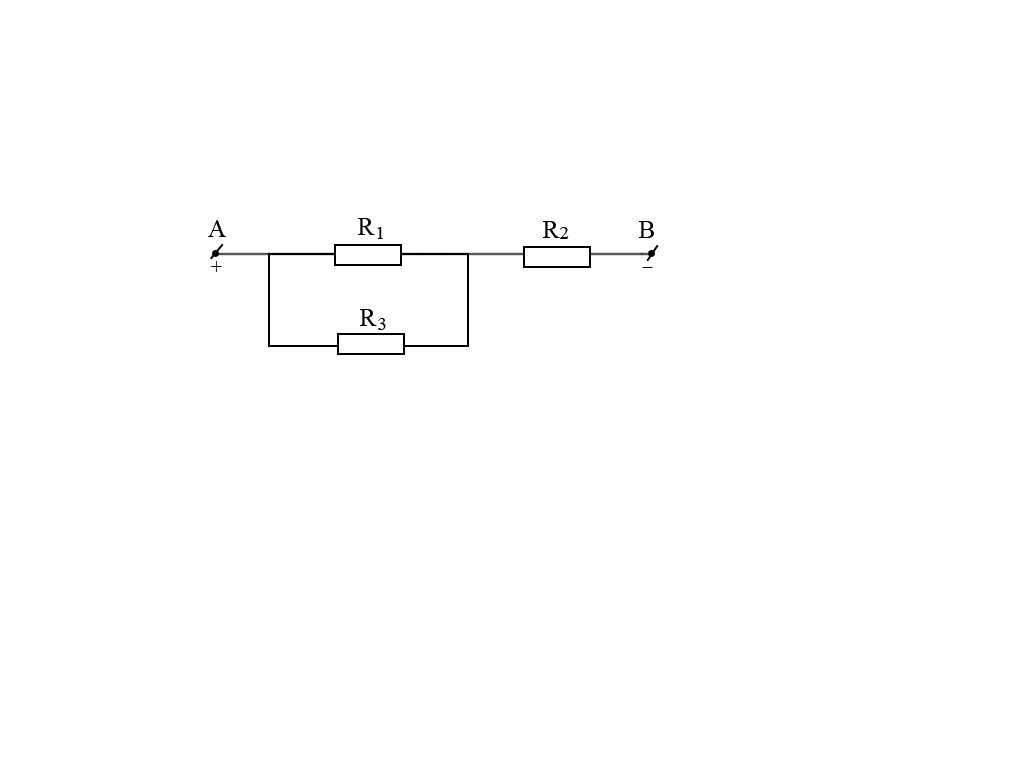 A R₁ R₂ B
+ −
R₃